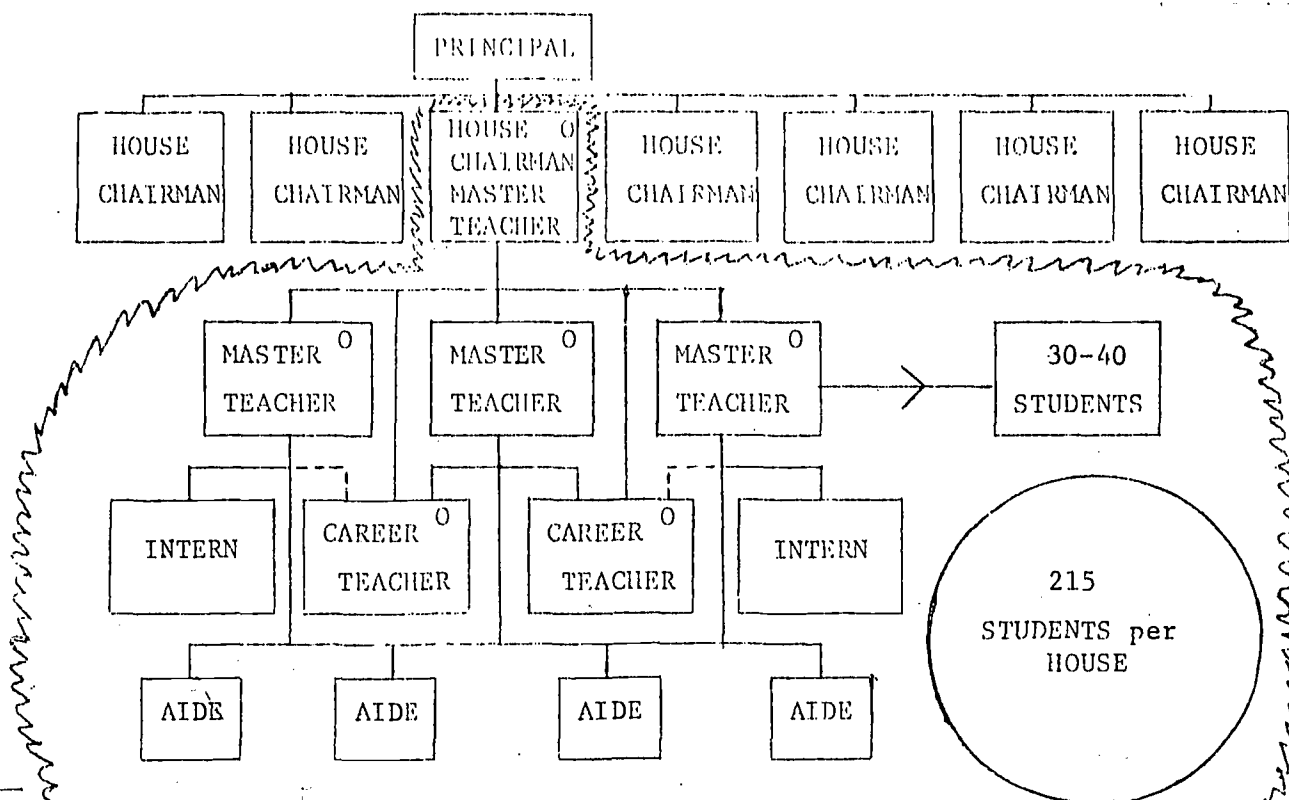 PRINCIPAL
HOUSE
CHAIRMAN
HOUSE
CHAIRMAN
HOUSE O
CHAIRMAN
MASTER
TEACHER
HOUSE
CHAIRMAN
HOUSE
CHAIRMAN
HOUSE
CHAIRMAN
HOUSE
CHAIRMAN
MASTER O
TEACHER
MASTER O
TEACHER
MASTER O
TEACHER
30-40
STUDENTS
INTERN
CAREER O
TEACHER
CAREER O
TEACHER
INTERN
215
STUDENTS per
HOUSE
AIDE
AIDE
AIDE
AIDE